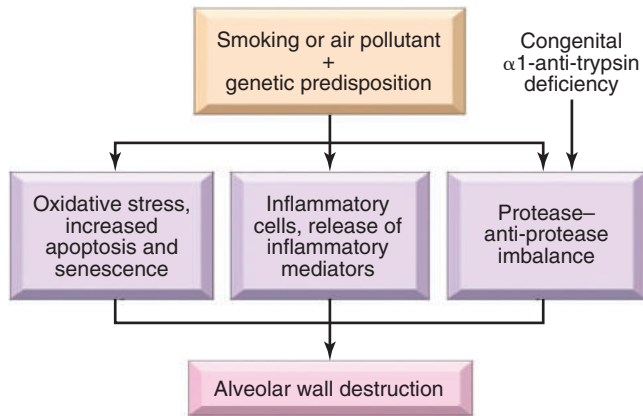 Smoking or air pollutant
+
genetic predisposition
Congenital
α1-anti-trypsin
deficiency
Oxidative stress,
increased
apoptosis and
senescence
Inflammatory
cells, release of
inflammatory
mediators
Protease–
anti-protease
imbalance
Alveolar wall destruction